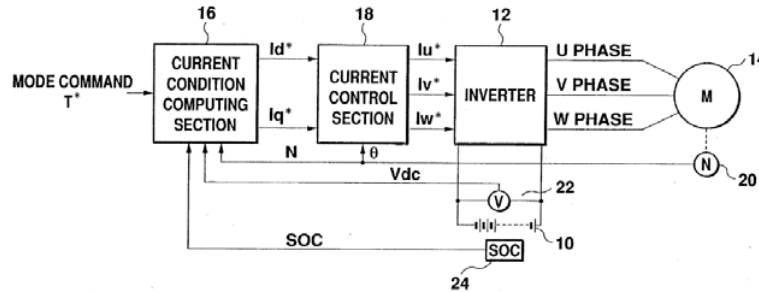 16
18
12
14
Id*
Iu*
U PHASE
MODE COMMAND
T*
CURRENT
CONDITION
COMPUTING
SECTION
CURRENT
CONTROL
SECTION
Iv*
INVERTER
V PHASE
M
Iq*
Iw*
W PHASE
N
θ
N
20
Vdc
V
22
10
SOC
SOC
24